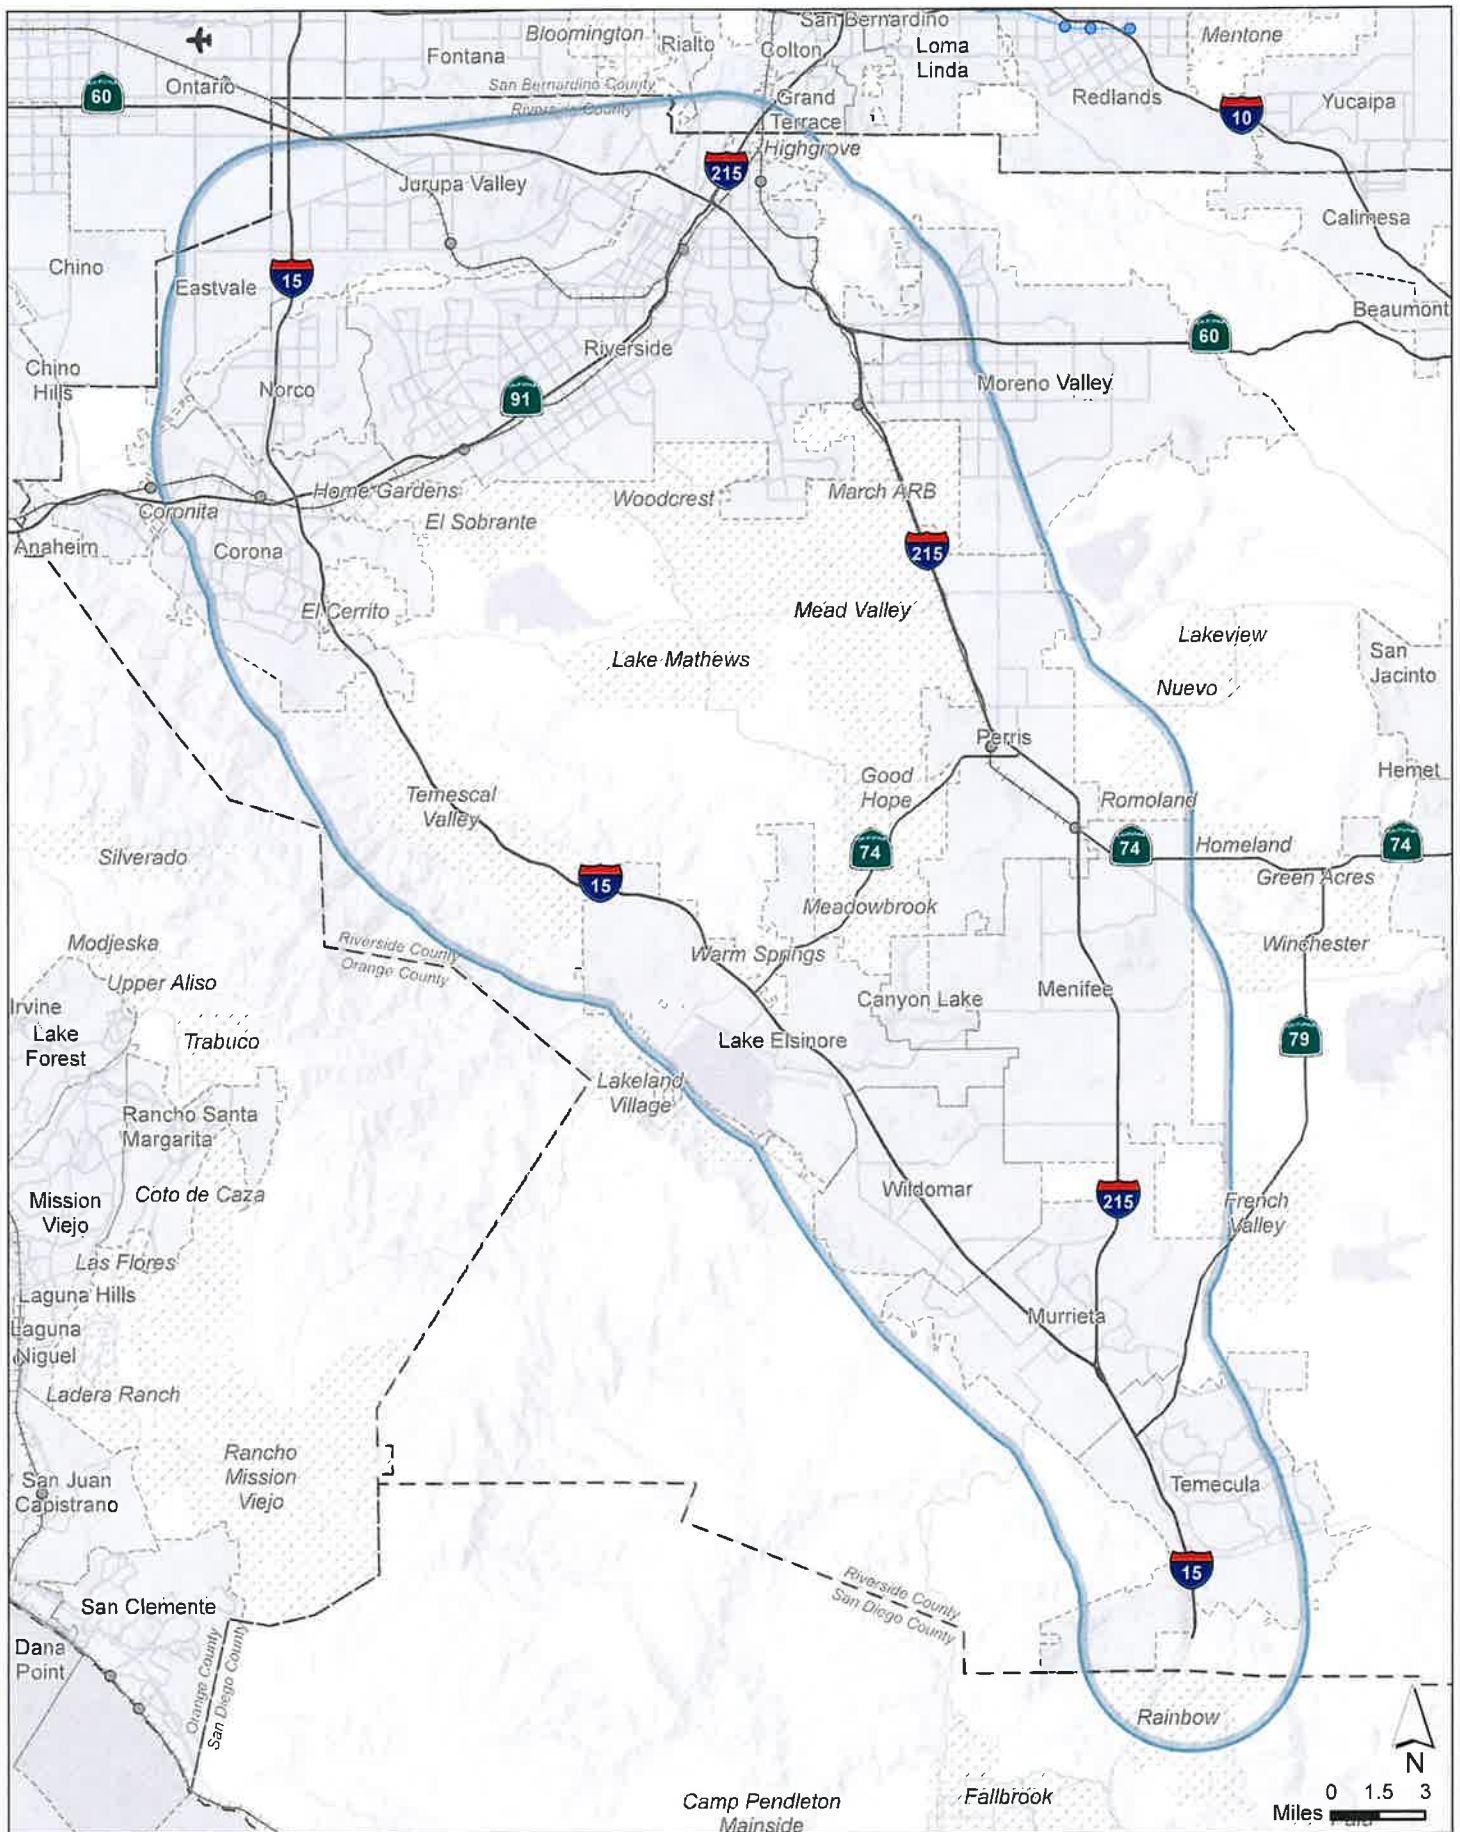 San Bernardino
Bloomington
Rialto
Colton
Loma
Linda
Mentone
Fontana
60
Ontario
San Bernardino County
Riverside County
Grand
Terrace
Redlands
10
Yucaipa
Highgrove
215
Jurupa Valley
Calimesa
Chino
Eastvale
15
Beaumont
60
Riverside
Chino
Hills
Norco
91
Moreno Valley
Home Gardens
Woodcrest
March ARB
Coronita
El Sobrante
Anaheim
Corona
215
El Cerrito
Mead Valley
Lakeview
Lake Mathews
San
Jacinto
Nuevo
Perris
Good
Hope
Hemet
Temescal
Valley
Romoland
74
74
Homeland
74
Silverado
Green Acres
15
Meadowbrook
Modjeska
Riverside County
Orange County
Warm Springs
Winchester
Upper Aliso
Canyon Lake
Menifee
Irvine
Lake
Forest
Trabuco
Lake Elsinore
79
Lakeland
Village
Rancho Santa
Margarita
Mission
Viejo
Coto de Caza
Wildomar
215
French
Valley
Las Flores
Laguna Hills
Laguna
Niguel
Murrieta
Ladera Ranch
Rancho
Mission
Viejo
San Juan
Capistrano
Temecula
15
Riverside County
San Diego County
San Clemente
Orange County
San Diego County
Dana
Point
Rainbow
N
Fallbrook
Camp Pendleton
Mainside
0 1.5 3
Miles